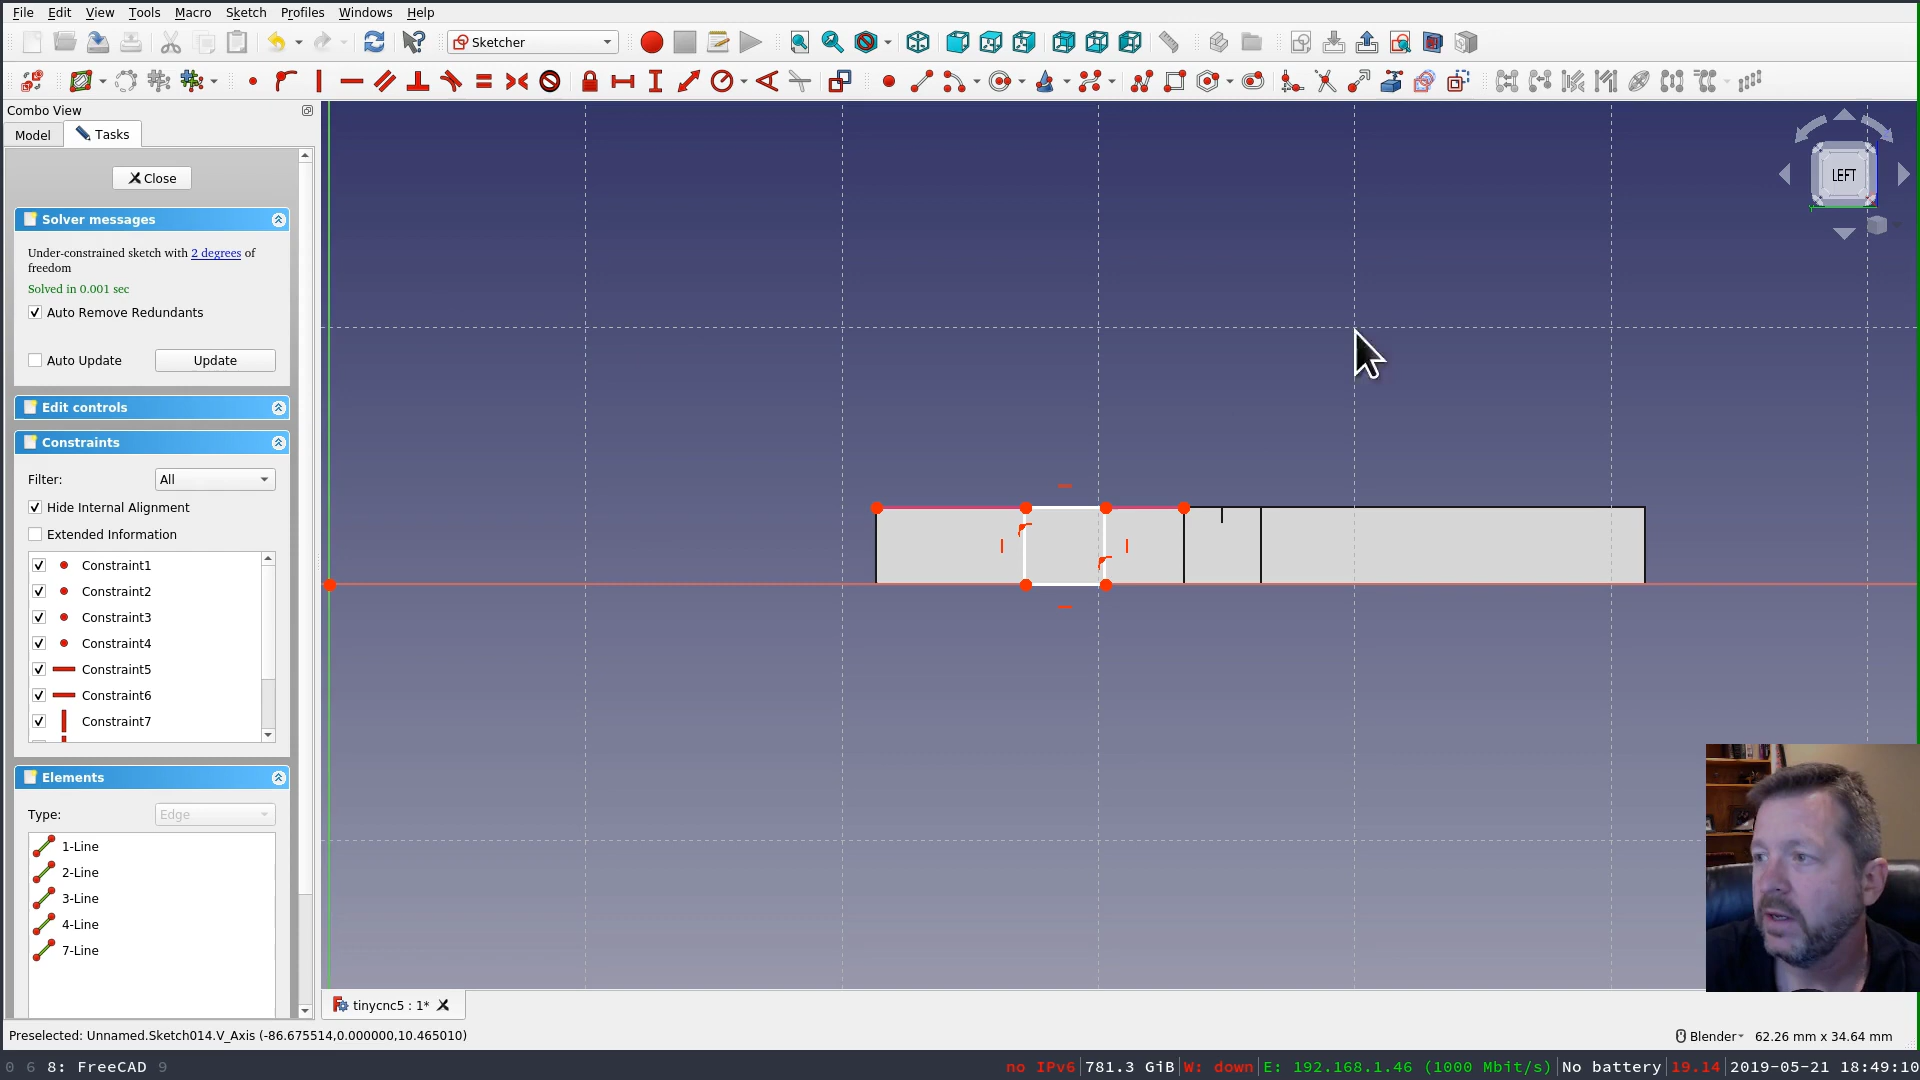 File Edit View Tools Macro Sketch Profiles Windows Help
Sketcher
Combo View
Model Tasks
Close
LEFT
Solver messages
Under-constrained sketch with 2 degrees of
freedom
Solved in 0.001 sec
Auto Remove Redundants
Auto Update Update
Edit controls
Constraints
Filter: All
Hide Internal Alignment
Extended Information
Constraint1
Constraint2
Constraint3
Constraint4
Constraint5
Constraint6
Constraint7
Elements
Type: Edge
1-Line
2-Line
3-Line
4-Line
7-Line
tinycnc5 : 1*
Preselected: Unnamed.Sketch014.V_Axis (-86.675514,0.000000,10.465010)
Blender 62.26 mm x 34.64 mm
0 6 8: FreeCAD 9
no IPv6|781.3 GiB|W: down|E: 192.168.1.46 (1000 Mbit/s)|No battery|19.14|2019-05-21 18:49:10